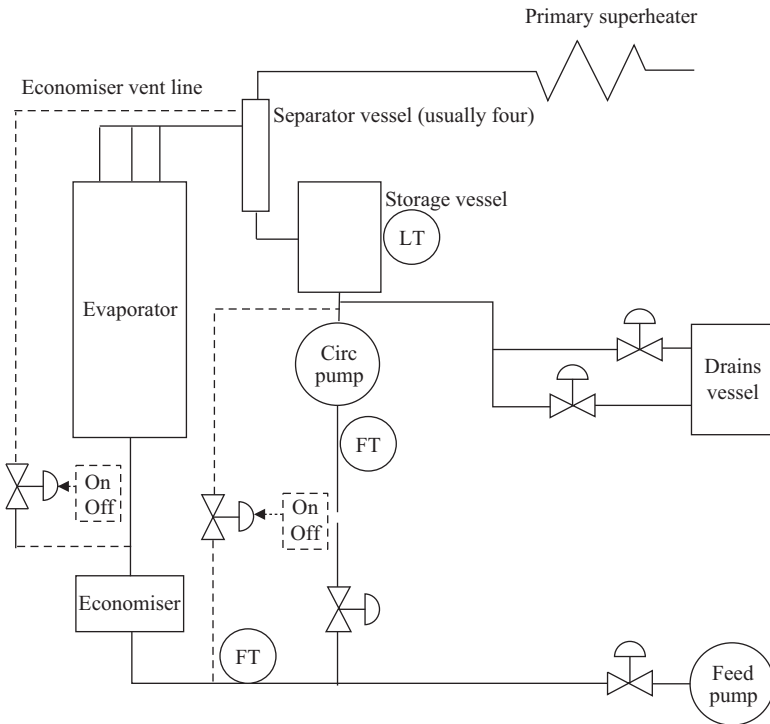 Primary superheater
Economiser vent line
Separator vessel (usually four)
Storage vessel
LT
Evaporator
Circ
pump
Drains
vessel
FT
On
Off
On
Off
Economiser
FT
Feed
pump